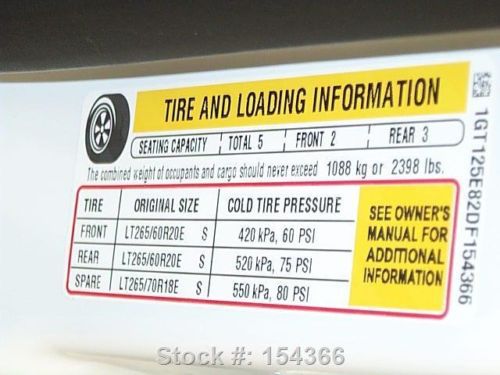 TIRE AND LOADING INFORMATION
SEATING CAPACITY TOTAL 5 FRONT 2 REAR 3
The combined weight of occupants and cargo should never exceed 1088 kg or 2398 lbs.
TIRE ORIGINAL SIZE COLD TIRE PRESSURE
FRONT LT265/60R20E S 420 kPa, 60 PSI
REAR LT265/60R20E S 520 kPa, 75 PSI
SPARE LT265/70R18E S 550 kPa, 80 PSI
SEE OWNER'S
MANUAL FOR
ADDITIONAL
INFORMATION
1GT125E82DF154366
Stock #: 154366